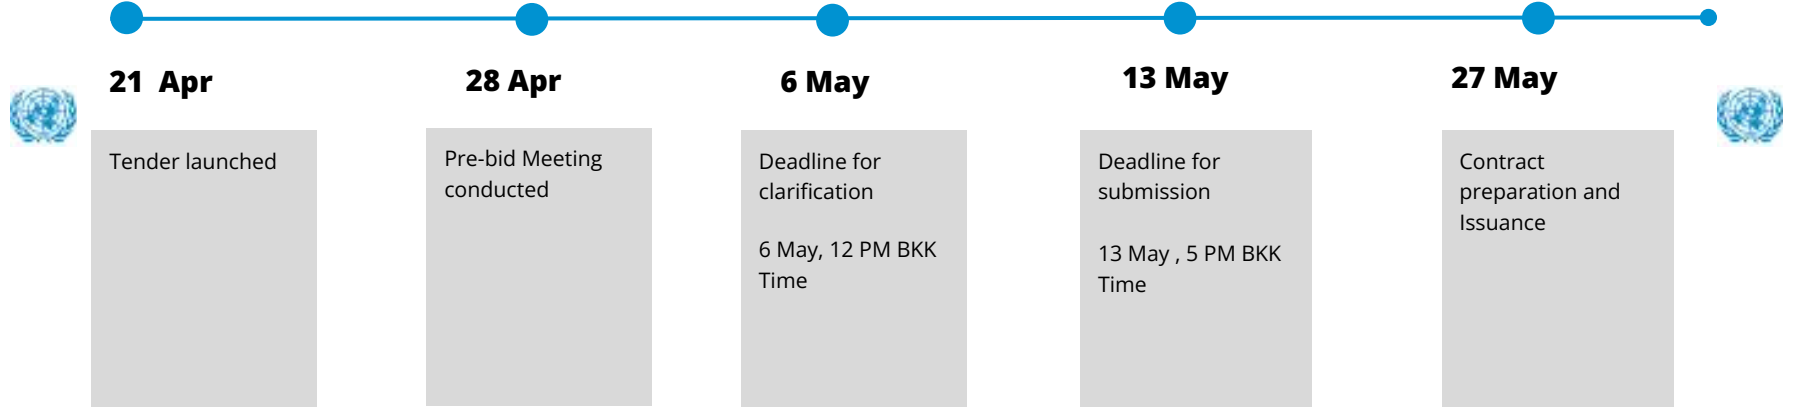 21 Apr
28 Apr
6 May
13 May
27 May
Tender launched
Pre-bid Meeting
conducted
Deadline for
clarification
6 May, 12 PM BKK
Time
Deadline for
submission
13 May , 5 PM BKK
Time
Contract
preparation and
Issuance